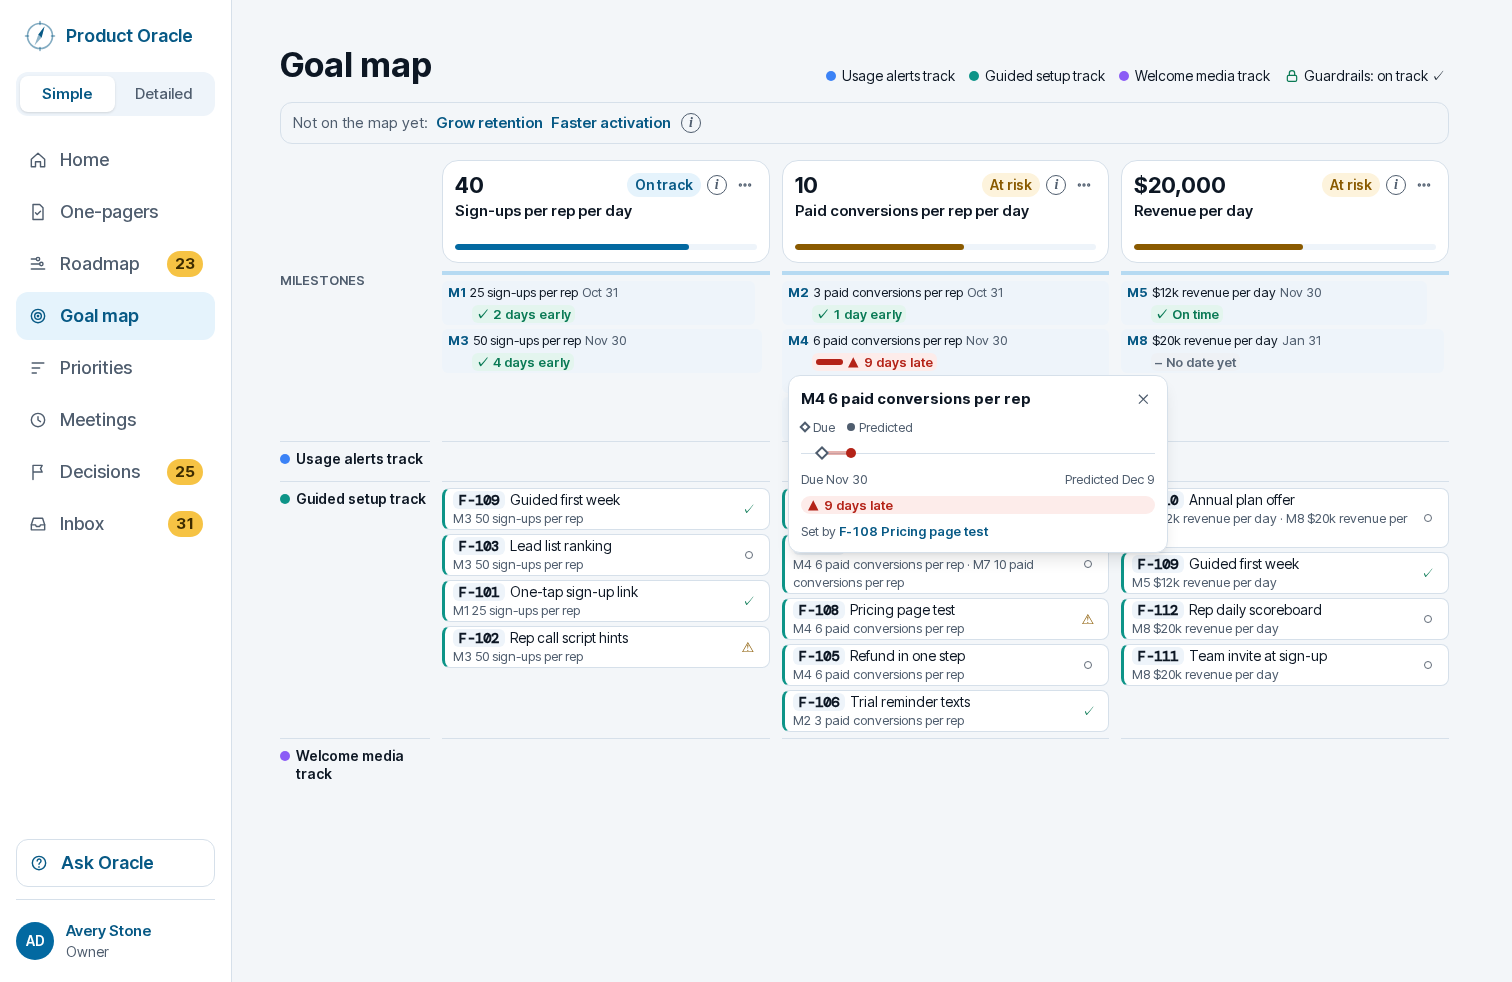 Product Oracle
Simple Detailed
Home
One-pagers
Roadmap 23
Goal map
Priorities
Meetings
Decisions 25
Inbox 31
Ask Oracle
AD
Avery Stone
Owner
Goal map
Usage alerts track Guided setup track Welcome media track Guardrails: on track ✓
Not on the map yet: Grow retention Faster activation i
40 On track i •••
Sign-ups per rep per day
10 At risk i •••
Paid conversions per rep per day
$20,000 At risk i •••
Revenue per day
MILESTONES
M1 25 sign-ups per rep Oct 31
✓ 2 days early
M3 50 sign-ups per rep Nov 30
✓ 4 days early
M2 3 paid conversions per rep Oct 31
✓ 1 day early
M4 6 paid conversions per rep Nov 30
▲ 9 days late
M5 $12k revenue per day Nov 30
✓ On time
M8 $20k revenue per day Jan 31
– No date yet
M4 6 paid conversions per rep
Due Predicted
Due Nov 30 Predicted Dec 9
▲ 9 days late
Set by F-108 Pricing page test
Usage alerts track
Guided setup track
F-109 Guided first week ✓
M3 50 sign-ups per rep
F-103 Lead list ranking ○
M3 50 sign-ups per rep
F-101 One-tap sign-up link ✓
M1 25 sign-ups per rep
F-102 Rep call script hints ⚠
M3 50 sign-ups per rep
M4 6 paid conversions per rep · M7 10 paid ○
conversions per rep
F-108 Pricing page test ⚠
M4 6 paid conversions per rep
F-105 Refund in one step ○
M4 6 paid conversions per rep
F-106 Trial reminder texts ✓
M2 3 paid conversions per rep
Annual plan offer ○
revenue per day · M8 $20k revenue per
F-109 Guided first week ✓
M5 $12k revenue per day
F-112 Rep daily scoreboard ○
M8 $20k revenue per day
F-111 Team invite at sign-up ○
M8 $20k revenue per day
Welcome media
track